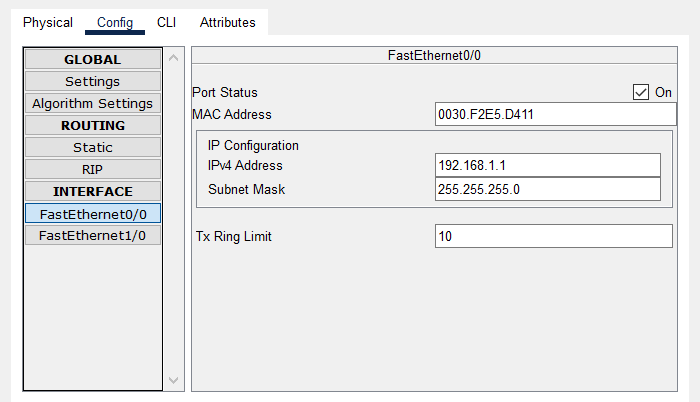 Physical Config CLI Attributes
GLOBAL
Settings
Algorithm Settings
ROUTING
Static
RIP
INTERFACE
FastEthernet0/0
FastEthernet1/0
FastEthernet0/0
Port Status On
MAC Address 0030.F2E5.D411
IP Configuration
IPv4 Address 192.168.1.1
Subnet Mask 255.255.255.0
Tx Ring Limit 10